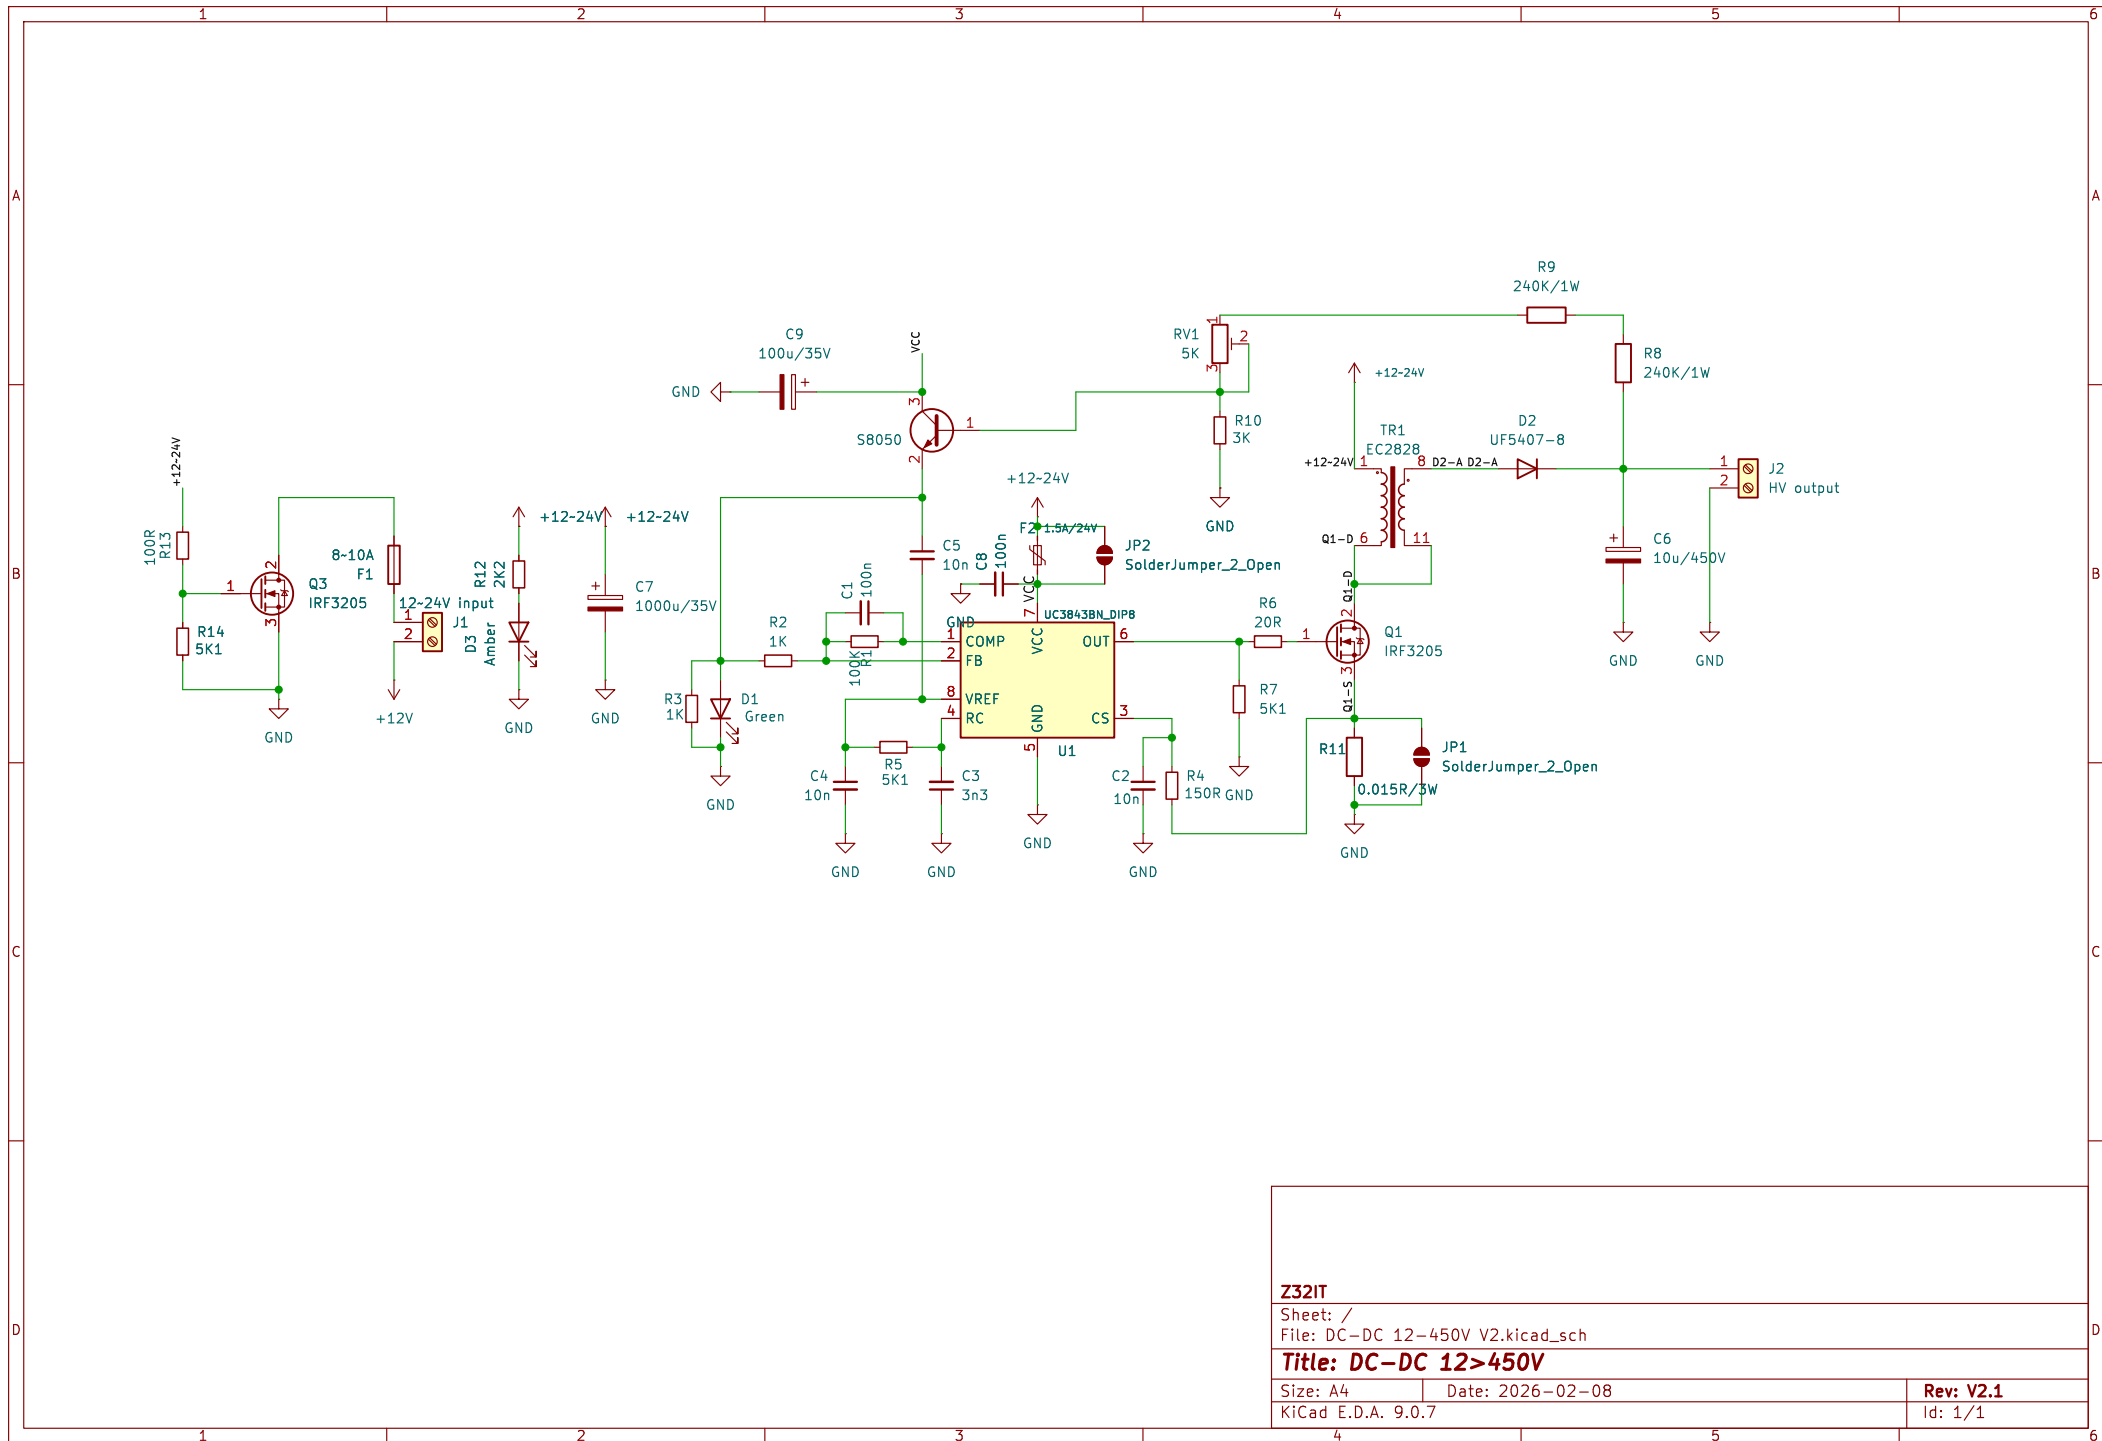 1 2 3 4 5 6
A
A
R9
240K/1W
C9
100u/35V
VCC
RV1
5K
1
2
3
R8
240K/1W
GND
+
+12~24V
3
S8050
1
2
R10
3K
GND
TR1
EC2828
D2
UF5407-8
+12~24V
1
8
D2-A
D2-A
1
2
J2
HV output
Q1-D
6
11
+12~24V
100R
R13
8~10A
F1
2
1
3
Q3
IRF3205
12~24V input
1
2
J1
+12V
R14
5K1
GND
+12~24V
R12
2K2
D3
Amber
GND
+12~24V
+
C7
1000u/35V
GND
C5
10n
+12~24V
F2
1.5A/24V
C8
100n
GND
VCC
JP2
SolderJumper_2_Open
+
C6
10u/450V
GND
GND
B
B
C1
100n
R2
1K
100K
R1
R3
1K
D1
Green
GND
UC3843BN_DIP8
1
COMP
2
FB
8
VREF
4
RC
7
VCC
GND
5
OUT
6
CS
3
U1
R6
20R
R7
5K1
GND
Q1-D
2
1
3
Q1
IRF3205
Q1-S
R5
5K1
C4
10n
GND
C3
3n3
GND
GND
C2
10n
GND
R4
150R
R11
0.015R/3W
JP1
SolderJumper_2_Open
GND
C
C
D
D
Z32IT
Sheet: /
File: DC-DC 12-450V V2.kicad_sch
Title: DC-DC 12>450V
Size: A4
Date: 2026-02-08
Rev: V2.1
KiCad E.D.A. 9.0.7
Id: 1/1
1 2 3 4 5 6